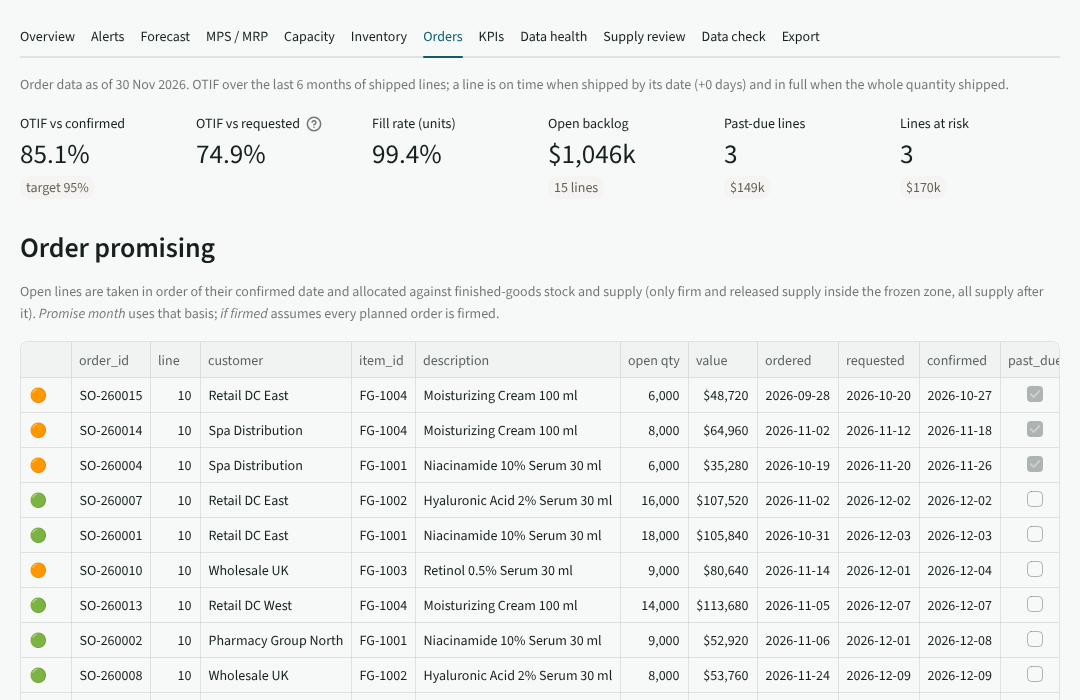 Overview Alerts Forecast MPS / MRP Capacity Inventory Orders KPIs Data health Supply review Data check Export
Order data as of 30 Nov 2026. OTIF over the last 6 months of shipped lines; a line is on time when shipped by its date (+0 days) and in full when the whole quantity shipped.
OTIF vs confirmed OTIF vs requested ? Fill rate (units) Open backlog Past-due lines Lines at risk
85.1% 74.9% 99.4% $1,046k 3 3
target 95% 15 lines $149k $170k
Order promising
Open lines are taken in order of their confirmed date and allocated against finished-goods stock and supply (only firm and released supply inside the frozen zone, all supply after
it). Promise month uses that basis; if firmed assumes every planned order is firmed.
order_id line customer item_id description open qty value ordered requested confirmed past_due
SO-260015 10 Retail DC East FG-1004 Moisturizing Cream 100 ml 6,000 $48,720 2026-09-28 2026-10-20 2026-10-27
SO-260014 10 Spa Distribution FG-1004 Moisturizing Cream 100 ml 8,000 $64,960 2026-11-02 2026-11-12 2026-11-18
SO-260004 10 Spa Distribution FG-1001 Niacinamide 10% Serum 30 ml 6,000 $35,280 2026-10-19 2026-11-20 2026-11-26
SO-260007 10 Retail DC East FG-1002 Hyaluronic Acid 2% Serum 30 ml 16,000 $107,520 2026-11-02 2026-12-02 2026-12-02
SO-260001 10 Retail DC East FG-1001 Niacinamide 10% Serum 30 ml 18,000 $105,840 2026-10-31 2026-12-03 2026-12-03
SO-260010 10 Wholesale UK FG-1003 Retinol 0.5% Serum 30 ml 9,000 $80,640 2026-11-14 2026-12-01 2026-12-04
SO-260013 10 Retail DC West FG-1004 Moisturizing Cream 100 ml 14,000 $113,680 2026-11-05 2026-12-07 2026-12-07
SO-260002 10 Pharmacy Group North FG-1001 Niacinamide 10% Serum 30 ml 9,000 $52,920 2026-11-06 2026-12-01 2026-12-08
SO-260008 10 Wholesale UK FG-1002 Hyaluronic Acid 2% Serum 30 ml 8,000 $53,760 2026-11-24 2026-12-09 2026-12-09